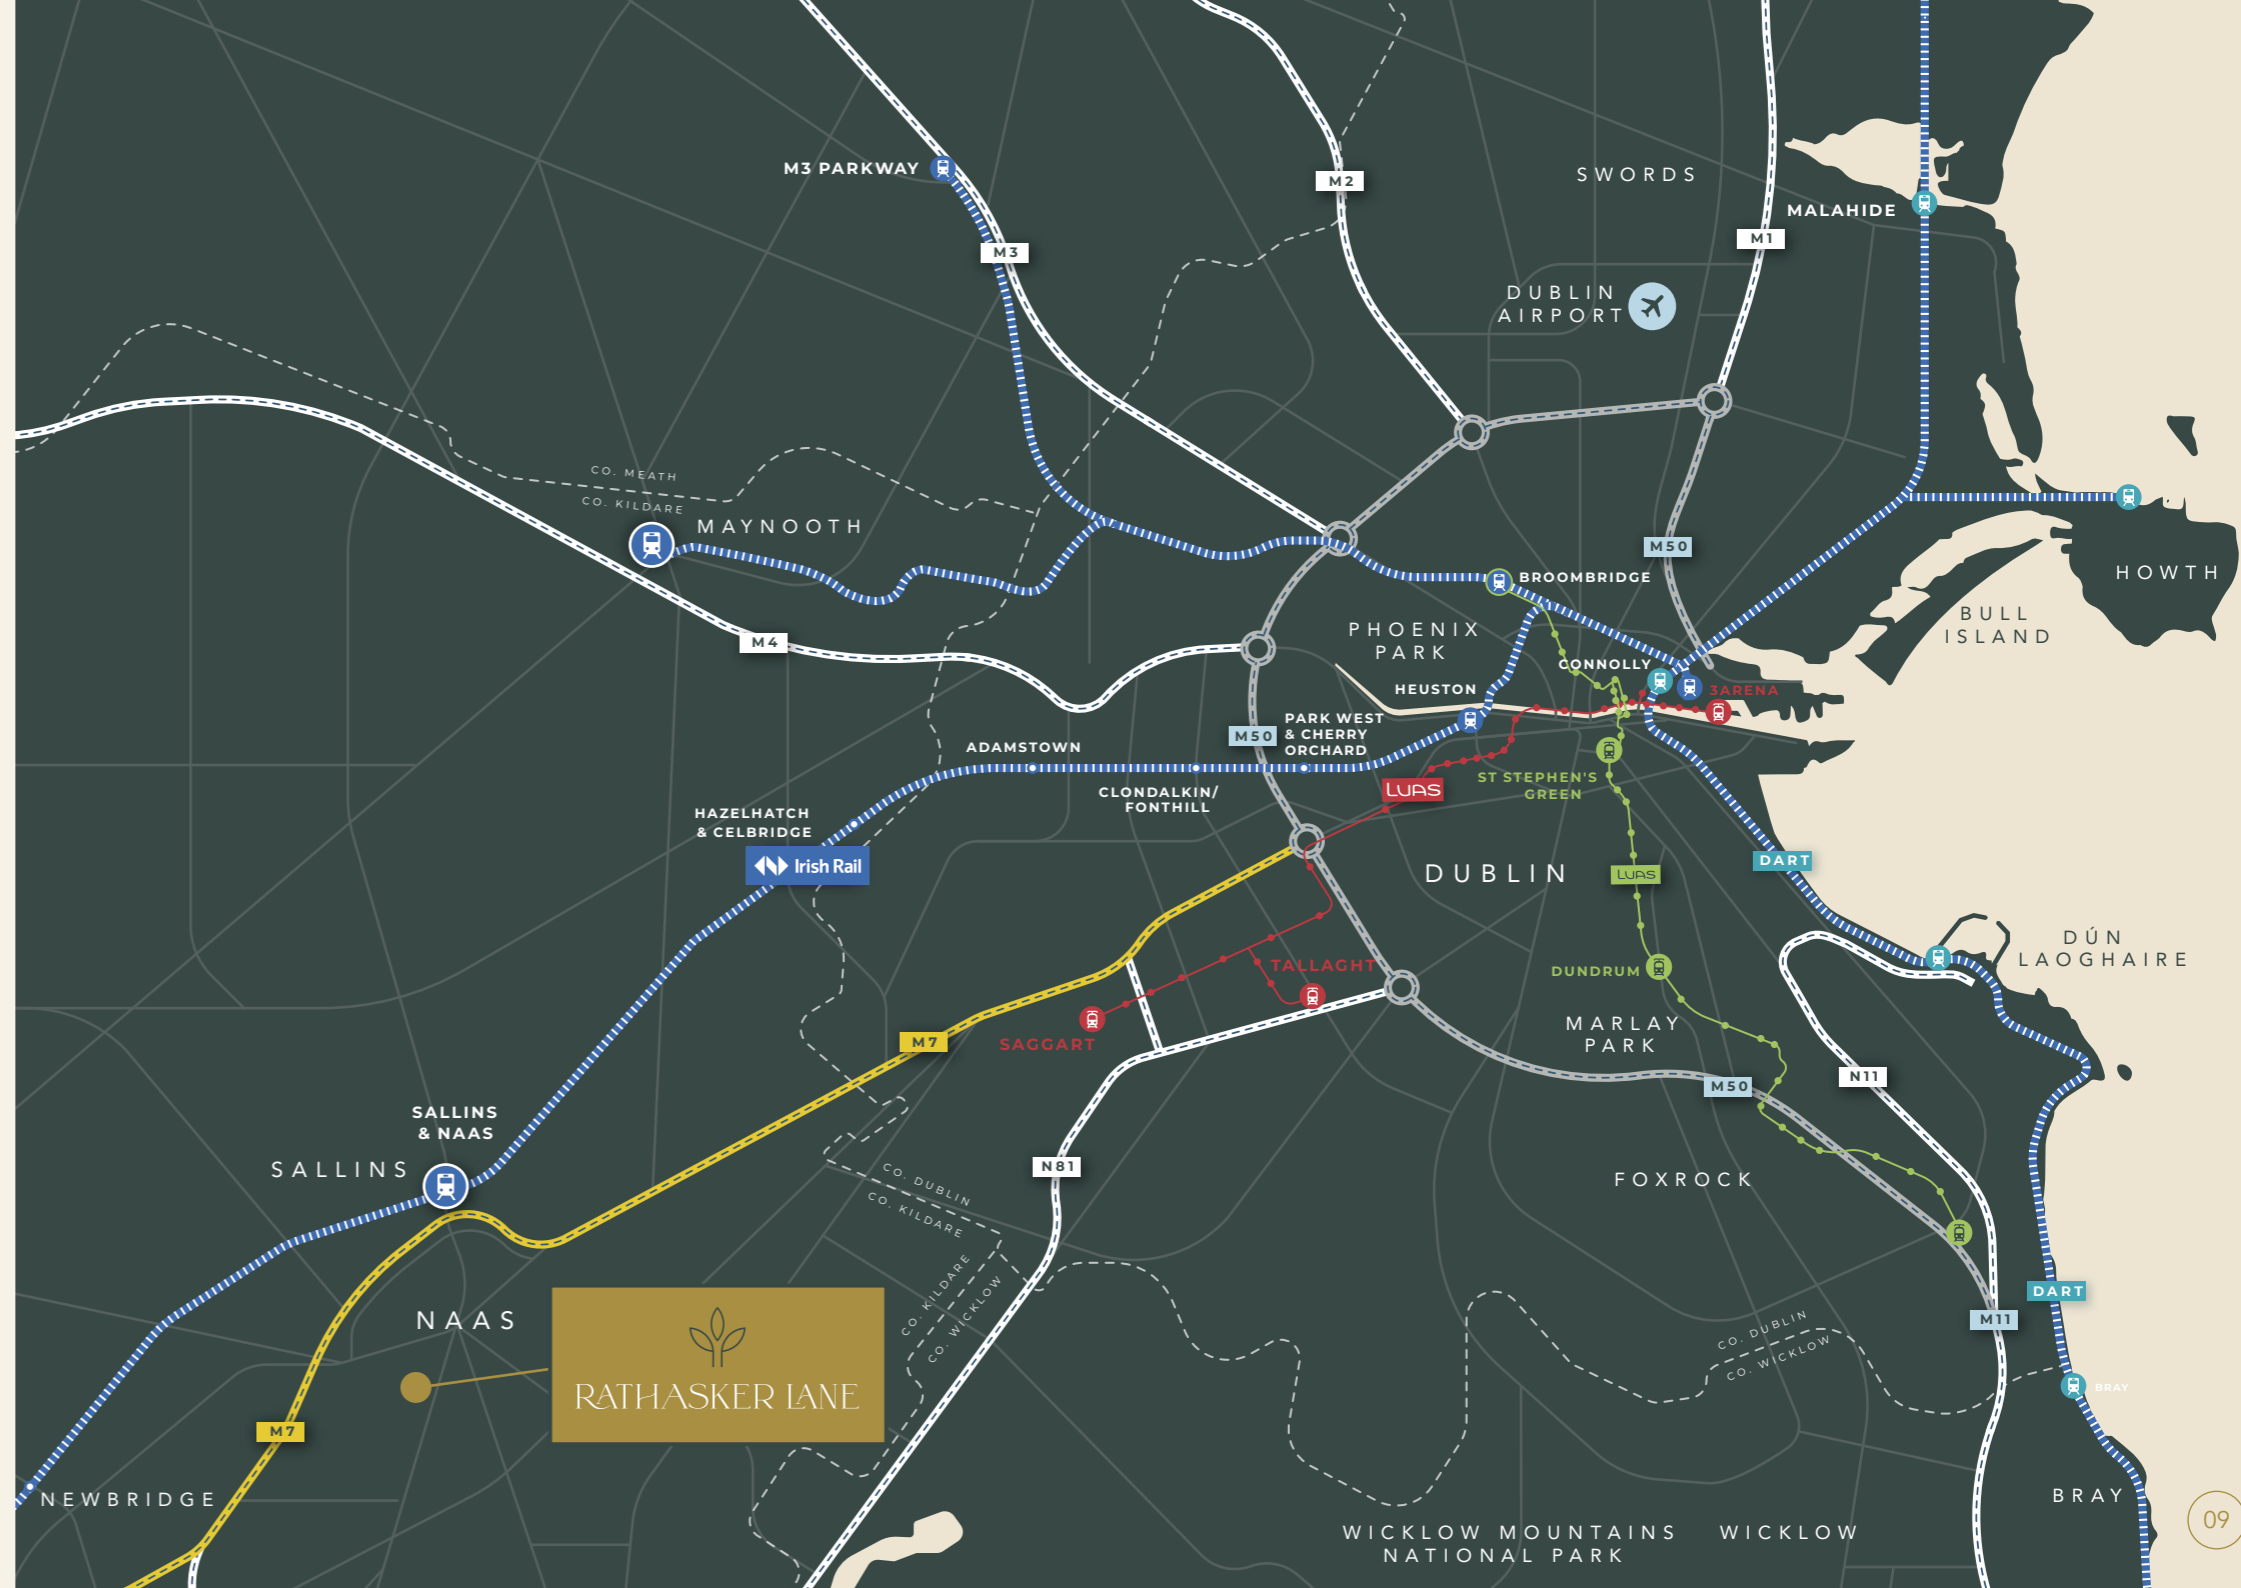 M3 PARKWAY
M2
SWORDS
MALAHIDE
M1
M3
DUBLIN
AIRPORT
CO. MEATH
CO. KILDARE
MAYNOOTH
M50
HOWTH
BROOMBRIDGE
BULL
ISLAND
PHOENIX
PARK
M4
CONNOLLY
HEUSTON
3ARENA
PARK WEST
& CHERRY
ORCHARD
M50
ADAMSTOWN
ST STEPHEN'S
GREEN
LUAS
CLONDALKIN/
FONTHILL
HAZELHATCH
& CELBRIDGE
Irish Rail
DUBLIN
LUAS
DART
DÚN
LAOGHAIRE
TALLAGHT
DUNDRUM
MARLAY
PARK
SAGGART
M7
N11
M50
SALLINS
& NAAS
SALLINS
N81
CO. DUBLIN
CO. KILDARE
FOXROCK
CO. KILDARE
CO. WICKLOW
DART
NAAS
M11
CO. DUBLIN
CO. WICKLOW
RATHASKER LANE
BRAY
M7
NEWBRIDGE
BRAY
WICKLOW MOUNTAINS
NATIONAL PARK
WICKLOW
09